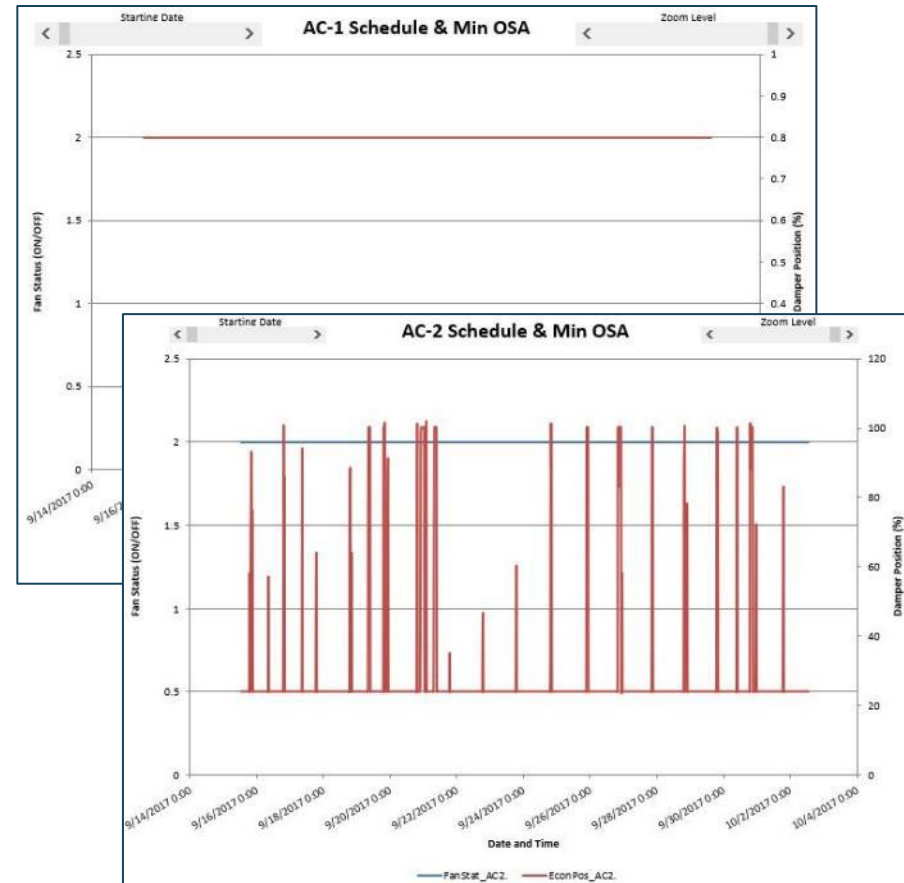 Starting Date
AC-1 Schedule & Min OSA
Zoom Level
2.5
2
1.5
1
0.5
0
Fan Status (ON/OFF)
1
0.9
0.8
0.7
0.6
0.5
0.4
Damper Position (%)
9/14/2017 0:00
Starting Date
AC-2 Schedule & Min OSA
Zoom Level
2.5
2
1.5
1
0.5
0
Fan Status (ON/OFF)
120
100
80
60
40
20
0
Damper Position (%)
9/14/2017 0:00
9/16/2017 0:00
9/18/2017 0:00
9/20/2017 0:00
9/22/2017 0:00
9/24/2017 0:00
9/26/2017 0:00
9/28/2017 0:00
9/30/2017 0:00
10/2/2017 0:00
10/4/2017 0:00
Date and Time
FanStat_AC2.
EconPos_AC2.